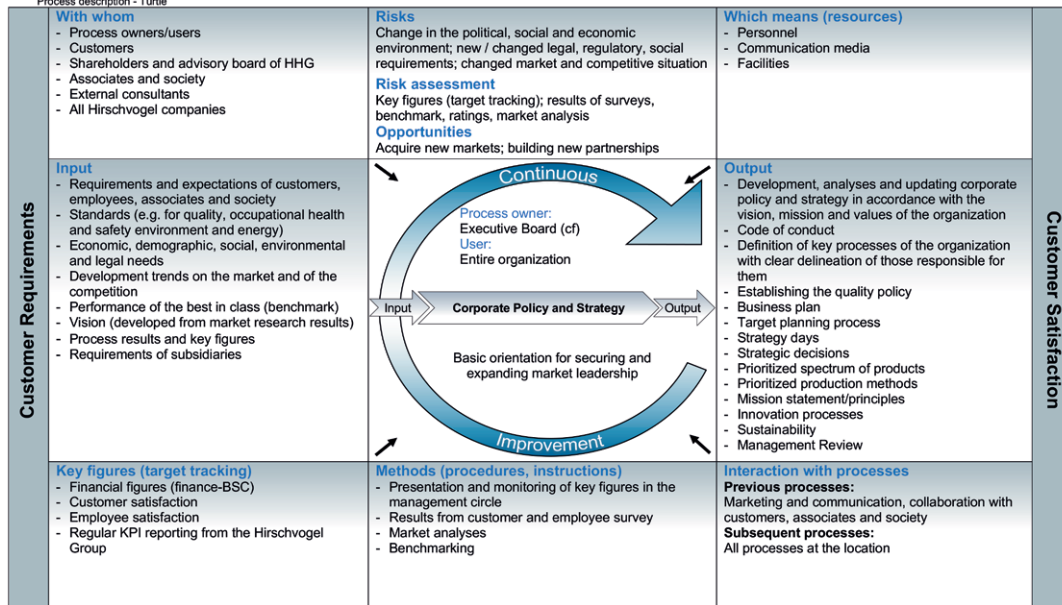 Process description - Turtle
Customer Requirements
With whom
- Process owners/users
- Customers
- Shareholders and advisory board of HHG
- Associates and society
- External consultants
- All Hirschvogel companies
Risks
Change in the political, social and economic
environment; new / changed legal, regulatory, social
requirements; changed market and competitive situation
Risk assessment
Key figures (target tracking); results of surveys,
benchmark, ratings, market analysis
Opportunities
Acquire new markets; building new partnerships
Which means (resources)
- Personnel
- Communication media
- Facilities
Input
- Requirements and expectations of customers,
employees, associates and society
- Standards (e.g. for quality, occupational health
and safety environment and energy)
- Economic, demographic, social, environmental
and legal needs
- Development trends on the market and of the
competition
- Performance of the best in class (benchmark)
- Vision (developed from market research results)
- Process results and key figures
- Requirements of subsidiaries
Continuous
Process owner:
Executive Board (cf)
User:
Entire organization
Input
Corporate Policy and Strategy
Output
Basic orientation for securing and
expanding market leadership
Improvement
Output
- Development, analyses and updating corporate
policy and strategy in accordance with the
vision, mission and values of the organization
- Code of conduct
- Definition of key processes of the organization
with clear delineation of those responsible for
them
- Establishing the quality policy
- Business plan
- Target planning process
- Strategy days
- Strategic decisions
- Prioritized spectrum of products
- Prioritized production methods
- Mission statement/principles
- Innovation processes
- Sustainability
- Management Review
Customer Satisfaction
Key figures (target tracking)
- Financial figures (finance-BSC)
- Customer satisfaction
- Employee satisfaction
- Regular KPI reporting from the Hirschvogel
Group
Methods (procedures, instructions)
- Presentation and monitoring of key figures in the
management circle
- Results from customer and employee survey
- Market analyses
- Benchmarking
Interaction with processes
Previous processes:
Marketing and communication, collaboration with
customers, associates and society
Subsequent processes:
All processes at the location